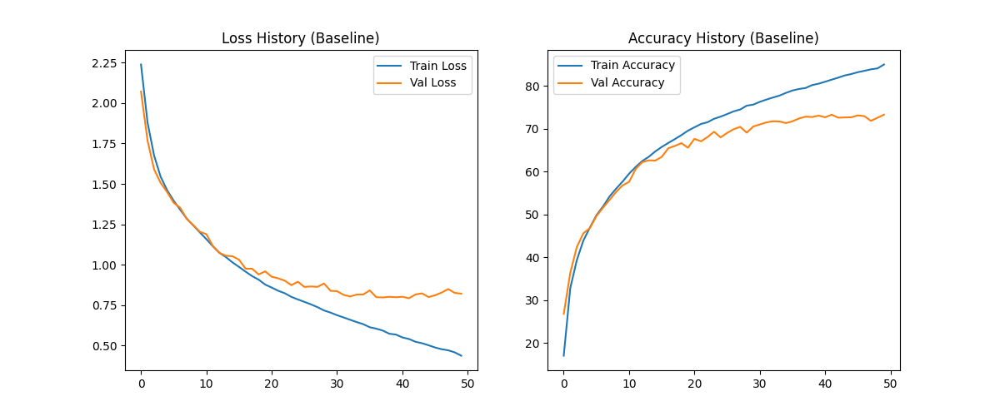 Loss History (Baseline)
2.25
2.00
1.75
1.50
1.25
1.00
0.75
0.50
0 10 20 30 40 50
Train Loss
Val Loss
Accuracy History (Baseline)
80
70
60
50
40
30
20
0 10 20 30 40 50
Train Accuracy
Val Accuracy